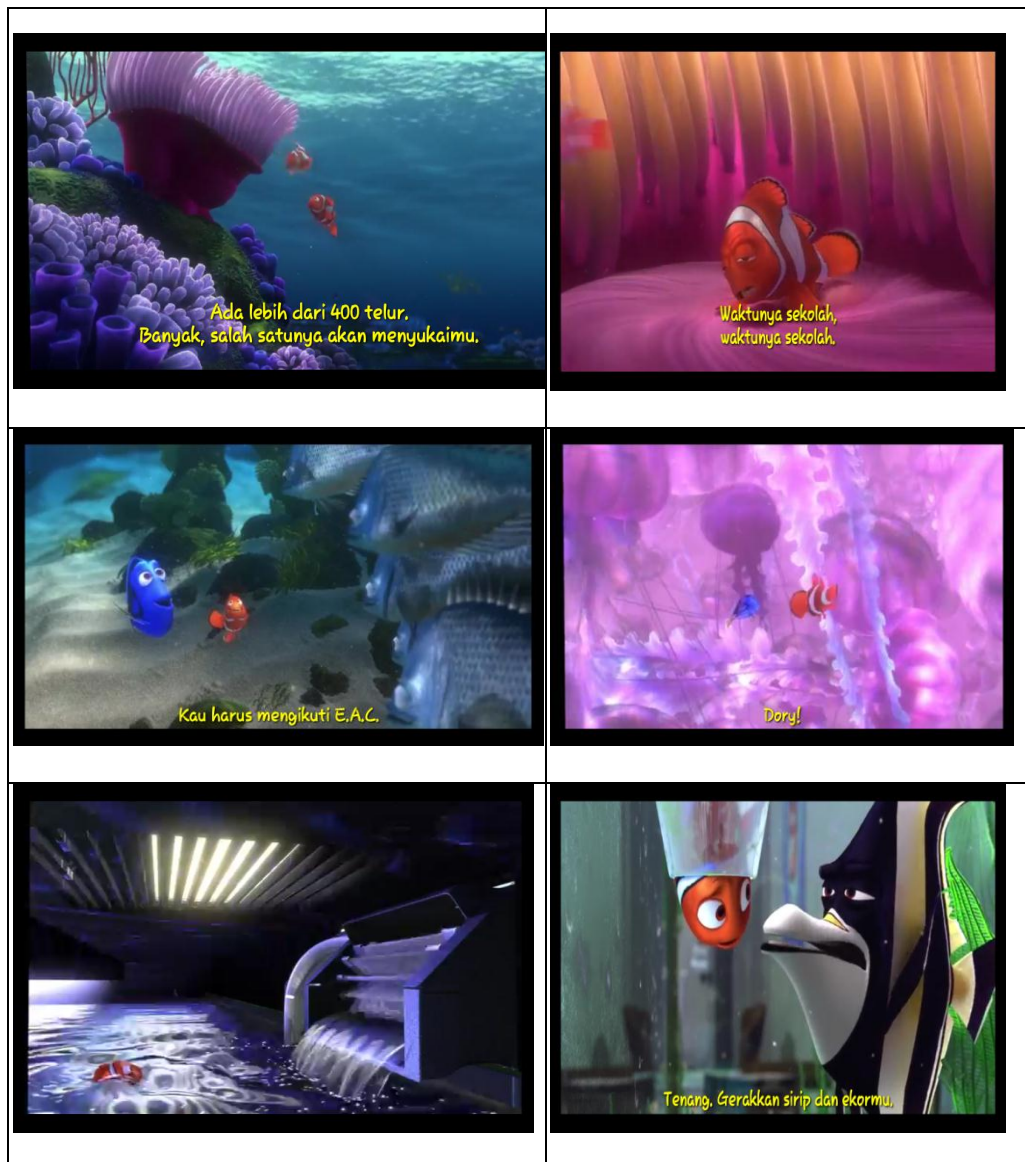 Ada lebih dari 400 telur.
Banyak, salah satunya akan menyukaimu.
Waktunya sekolah,
waktunya sekolah.
Kau harus mengikuti E.A.C.
Dory!
Tenang. Gerakkan sirip dan ekormu.